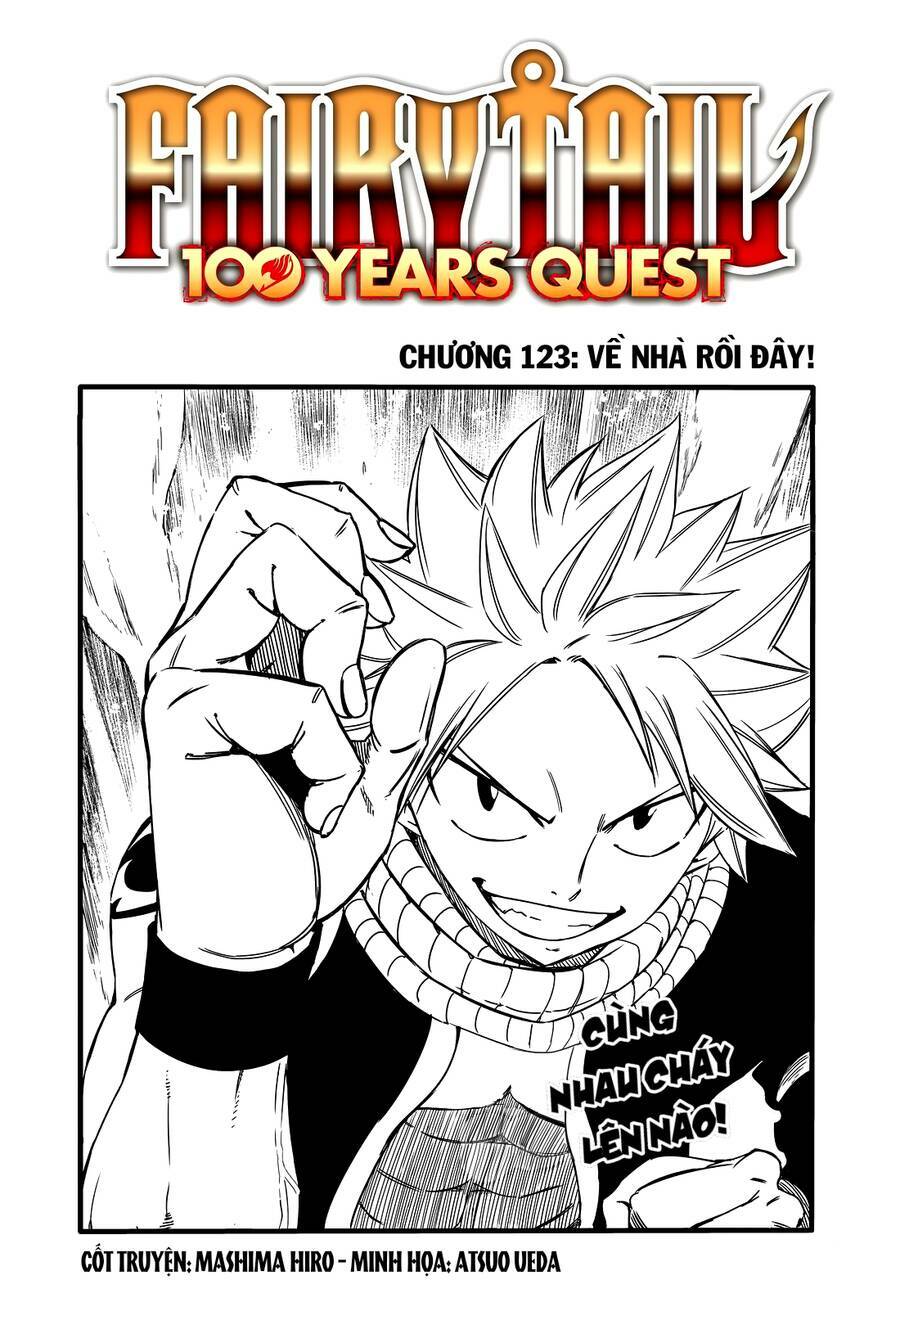 FAIRY TAIL
100 YEARS QUEST
CHƯƠNG 123: VỀ NHÀ RỒI ĐÂY!
CÙNG
NHAU CHÁY
LÊN NÀO!
CỐT TRUYỆN: MASHIMA HIRO - MINH HỌA: ATSUO UEDA